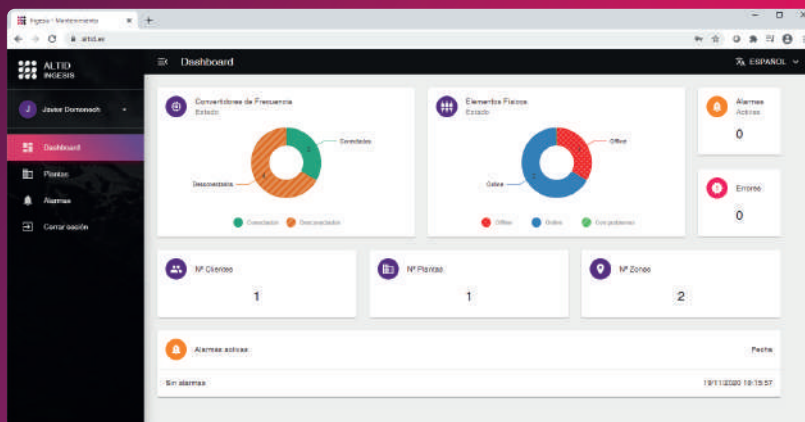 Ingesis - Mantenimiento
altid.es
ALTID
INGESIS
Dashboard
ESPAÑOL
J
Javier Domenech
Dashboard
Plantas
Alarmas
Cerrar sesión
Convertidores de Frecuencia
Estado
Conectados
Desconectados
Conectados Desconectados
Elementos Físicos
Estado
Offline
Online
Offline Online Con problemas
Alarmas
Activas
0
Errores
0
Nº Clientes
1
Nº Plantas
1
Nº Zonas
2
Alarmas activas
Fecha
Sin alarmas
19/11/2020 10:15:57